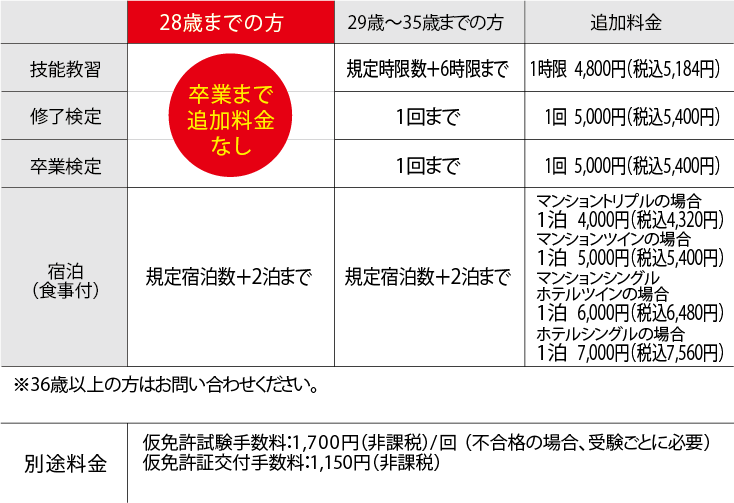 28歳までの方 29歳～35歳までの方 追加料金
技能教習 規定時限数＋6時限まで 1時限 4,800円（税込5,184円）
卒業まで
追加料金
なし
修了検定 1回まで 1回 5,000円（税込5,400円）
卒業検定 1回まで 1回 5,000円（税込5,400円）
宿泊
（食事付）
規定宿泊数＋2泊まで 規定宿泊数＋2泊まで
マンショントリプルの場合
1泊 4,000円（税込4,320円）
マンションツインの場合
1泊 5,000円（税込5,400円）
マンションシングル
ホテルツインの場合
1泊 6,000円（税込6,480円）
ホテルシングルの場合
1泊 7,000円（税込7,560円）
※36歳以上の方はお問い合わせください。
別途料金
仮免許試験手数料：1,700円（非課税）/回（不合格の場合、受験ごとに必要）
仮免許証交付手数料：1,150円（非課税）